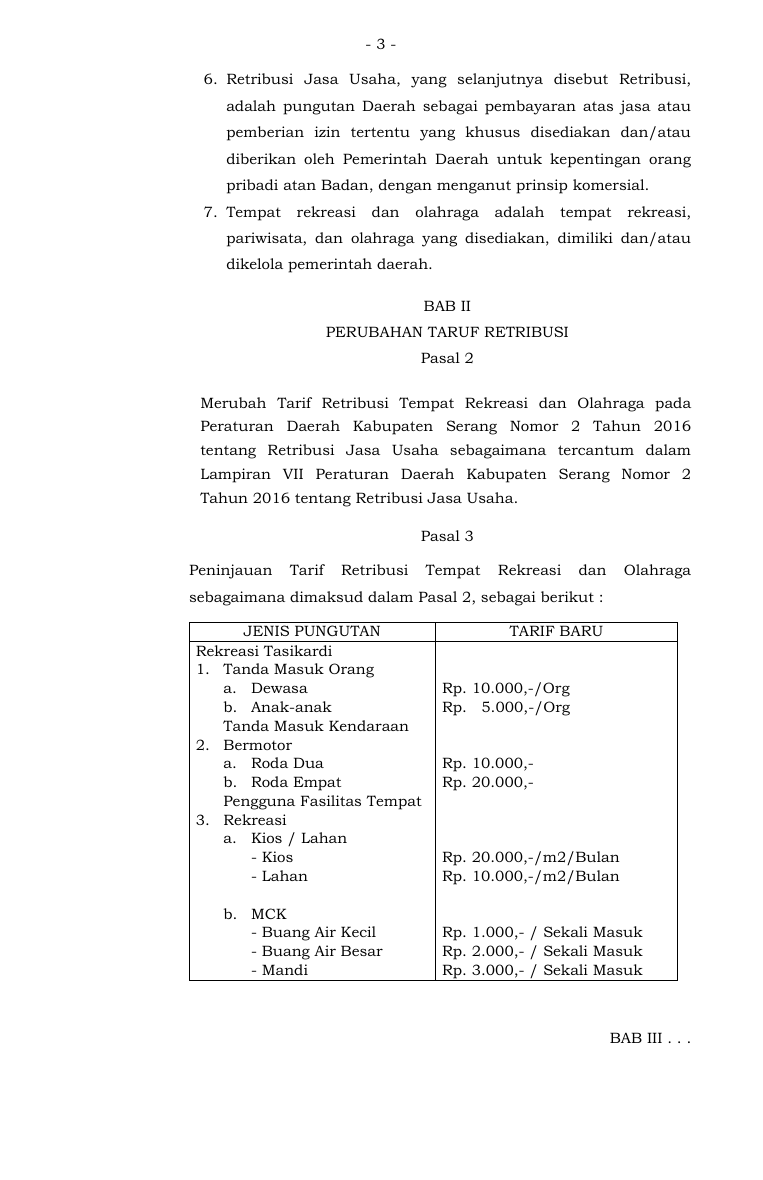 - 3 -
6. Retribusi Jasa Usaha, yang selanjutnya disebut Retribusi,
adalah pungutan Daerah sebagai pembayaran atas jasa atau
pemberian izin tertentu yang khusus disediakan dan/atau
diberikan oleh Pemerintah Daerah untuk kepentingan orang
pribadi atan Badan, dengan menganut prinsip komersial.
7. Tempat rekreasi dan olahraga adalah tempat rekreasi,
pariwisata, dan olahraga yang disediakan, dimiliki dan/atau
dikelola pemerintah daerah.
BAB II
PERUBAHAN TARUF RETRIBUSI
Pasal 2
Merubah Tarif Retribusi Tempat Rekreasi dan Olahraga pada
Peraturan Daerah Kabupaten Serang Nomor 2 Tahun 2016
tentang Retribusi Jasa Usaha sebagaimana tercantum dalam
Lampiran VII Peraturan Daerah Kabupaten Serang Nomor 2
Tahun 2016 tentang Retribusi Jasa Usaha.
Pasal 3
Peninjauan Tarif Retribusi Tempat Rekreasi dan Olahraga
sebagaimana dimaksud dalam Pasal 2, sebagai berikut :
JENIS PUNGUTAN TARIF BARU
Rekreasi Tasikardi
1. Tanda Masuk Orang
a. Dewasa Rp. 10.000,-/Org
b. Anak-anak Rp. 5.000,-/Org
Tanda Masuk Kendaraan
2. Bermotor
a. Roda Dua Rp. 10.000,-
b. Roda Empat Rp. 20.000,-
Pengguna Fasilitas Tempat
3. Rekreasi
a. Kios / Lahan
- Kios Rp. 20.000,-/m2/Bulan
- Lahan Rp. 10.000,-/m2/Bulan
b. MCK
- Buang Air Kecil Rp. 1.000,- / Sekali Masuk
- Buang Air Besar Rp. 2.000,- / Sekali Masuk
- Mandi Rp. 3.000,- / Sekali Masuk
BAB III . . .